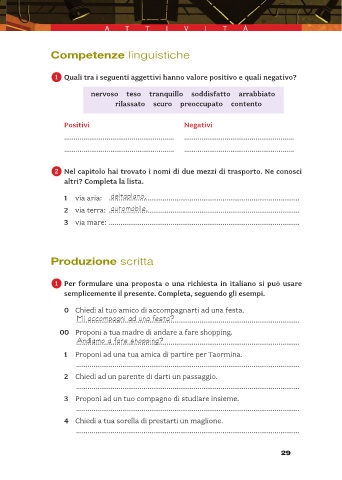 ATTIVITÀ
Competenze linguistiche
1 Quali tra i seguenti aggettivi hanno valore positivo e quali negativo?
nervoso teso tranquillo soddisfatto arrabbiato
rilassato scuro preoccupato contento
Positivi Negativi
2 Nel capitolo hai trovato i nomi di due mezzi di trasporto. Ne conosci
altri? Completa la lista.
1 via aria: deltaplano,
2 via terra: automobile,
3 via mare:
Produzione scritta
1 Per formulare una proposta o una richiesta in italiano si può usare
semplicemente il presente. Completa, seguendo gli esempi.
0 Chiedi al tuo amico di accompagnarti ad una festa.
Mi accompagni ad una festa?
00 Proponi a tua madre di andare a fare shopping.
Andiamo a fare shopping?
1 Proponi ad una tua amica di partire per Taormina.
2 Chiedi ad un parente di darti un passaggio.
3 Proponi ad un tuo compagno di studiare insieme.
4 Chiedi a tua sorella di prestarti un maglione.
29